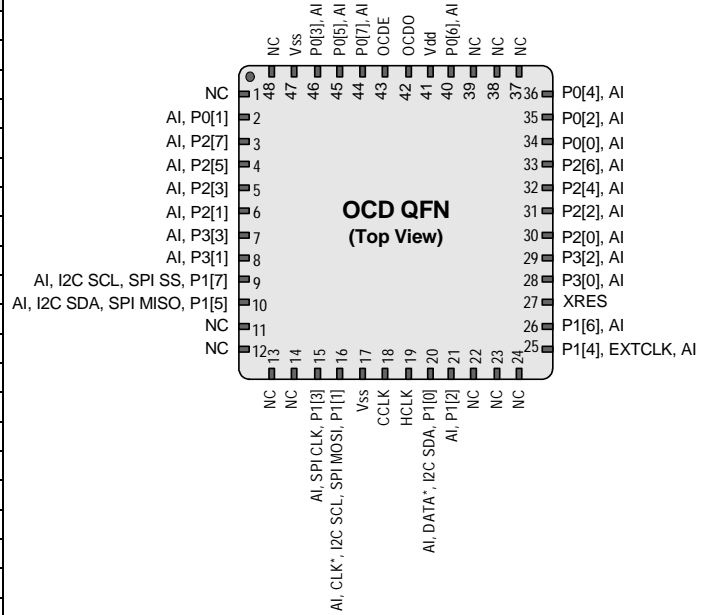 NC
Vss
P0[3], AI
P0[5], AI
P0[7], AI
OCDE
OCDO
Vdd
P0[6], AI
NC
NC
NC
48
47
46
45
44
43
42
41
40
39
38
37
NC 1
AI, P0[1] 2
AI, P2[7] 3
AI, P2[5] 4
AI, P2[3] 5
AI, P2[1] 6
AI, P3[3] 7
AI, P3[1] 8
AI, I2C SCL, SPI SS, P1[7] 9
AI, I2C SDA, SPI MISO, P1[5] 10
NC 11
NC 12
OCD QFN
(Top View)
36 P0[4], AI
35 P0[2], AI
34 P0[0], AI
33 P2[6], AI
32 P2[4], AI
31 P2[2], AI
30 P2[0], AI
29 P3[2], AI
28 P3[0], AI
27 XRES
26 P1[6], AI
25 P1[4], EXTCLK, AI
13
14
15
16
17
18
19
20
21
22
23
24
NC
NC
AI, SPI CLK, P1[3]
AI, CLK*, I2C SCL, SPI MOSI, P1[1]
Vss
CCLK
HCLK
AI, DATA*, I2C SDA, P1[0]
AI, P1[2]
NC
NC
NC